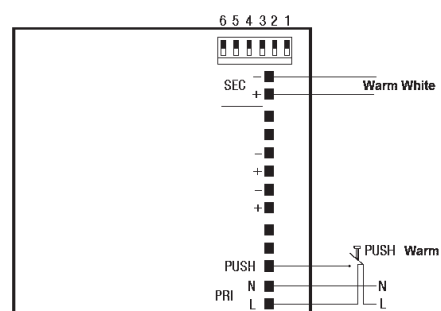 6 5 4 3 2 1
SEC
−
+
Warm White
−
+
−
+
PUSH
PUSH Warm
PRI
N
L
N
L